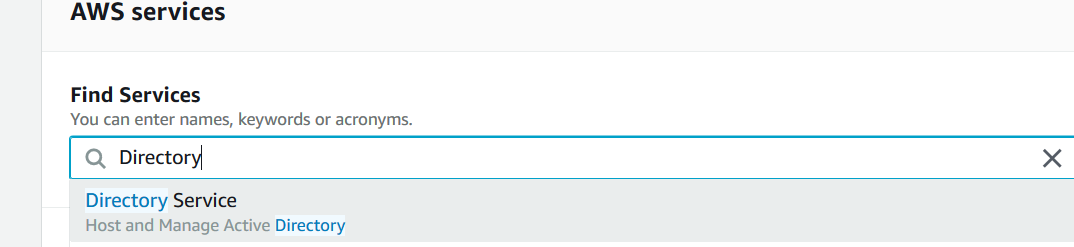 AWS services
Find Services
You can enter names, keywords or acronyms.
Directory
Directory Service
Host and Manage Active Directory